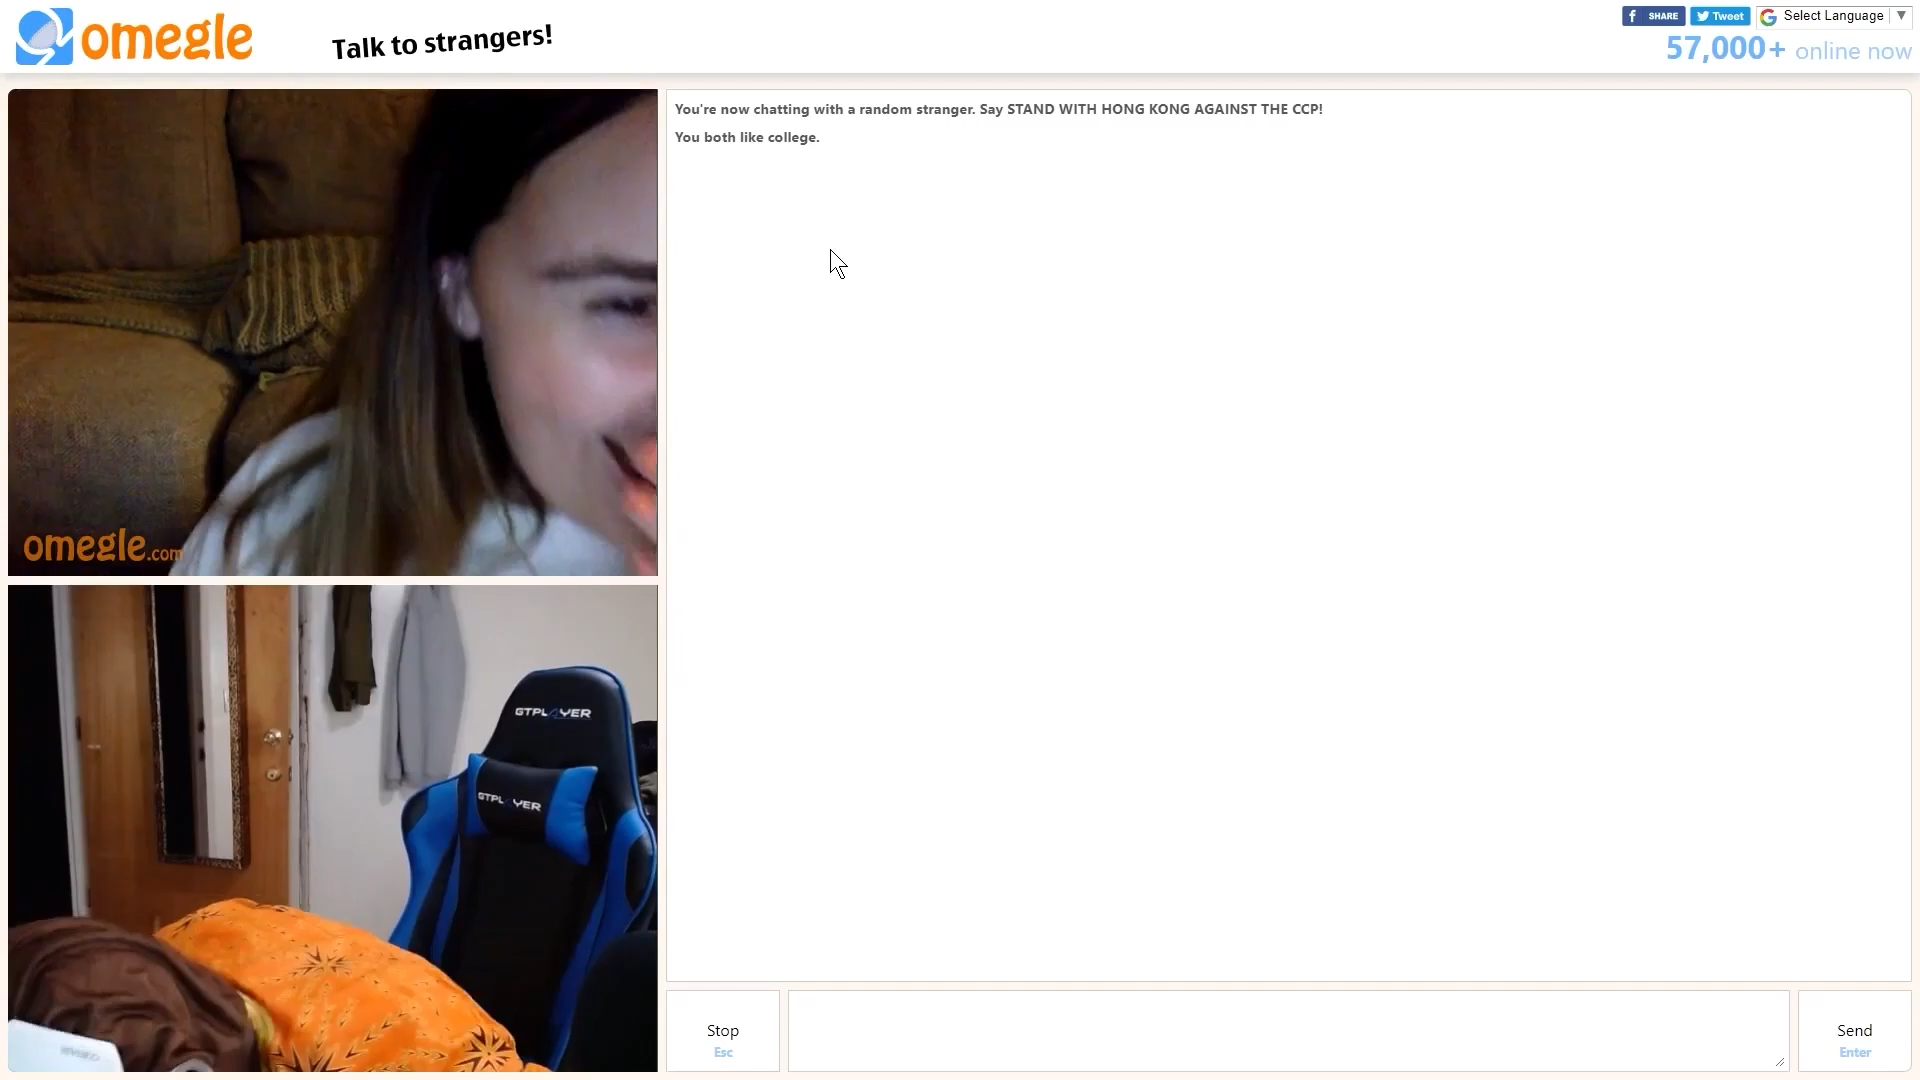 omegle
Talk to strangers!
SHARE
Tweet
Select Language
57,000+ online now
omegle.com
You're now chatting with a random stranger. Say STAND WITH HONG KONG AGAINST THE CCP!
You both like college.
GTPLAYER
GTPLAYER
Stop
Esc
Send
Enter